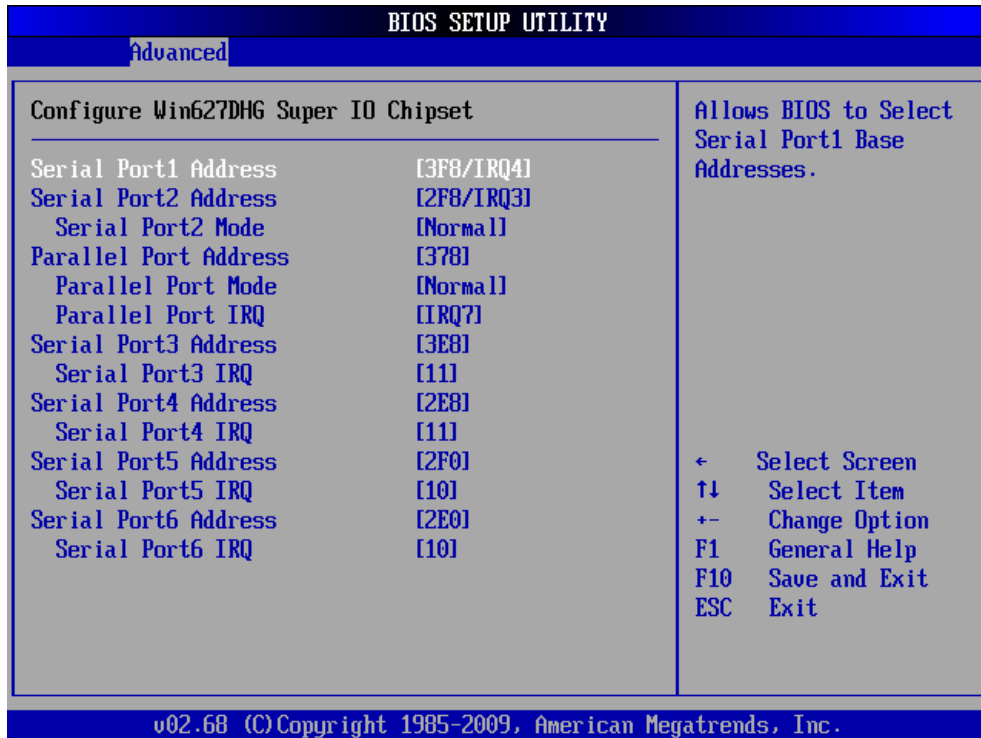 BIOS SETUP UTILITY
Advanced
Configure Win627DHG Super IO Chipset
Serial Port1 Address [3F8/IRQ4]
Serial Port2 Address [2F8/IRQ3]
Serial Port2 Mode [Normal]
Parallel Port Address [378]
Parallel Port Mode [Normal]
Parallel Port IRQ [IRQ7]
Serial Port3 Address [3E8]
Serial Port3 IRQ [11]
Serial Port4 Address [2E8]
Serial Port4 IRQ [11]
Serial Port5 Address [2F0]
Serial Port5 IRQ [10]
Serial Port6 Address [2E0]
Serial Port6 IRQ [10]
Allows BIOS to Select
Serial Port1 Base
Addresses.
← Select Screen
↑↓ Select Item
+- Change Option
F1 General Help
F10 Save and Exit
ESC Exit
v02.68 (C)Copyright 1985-2009, American Megatrends, Inc.